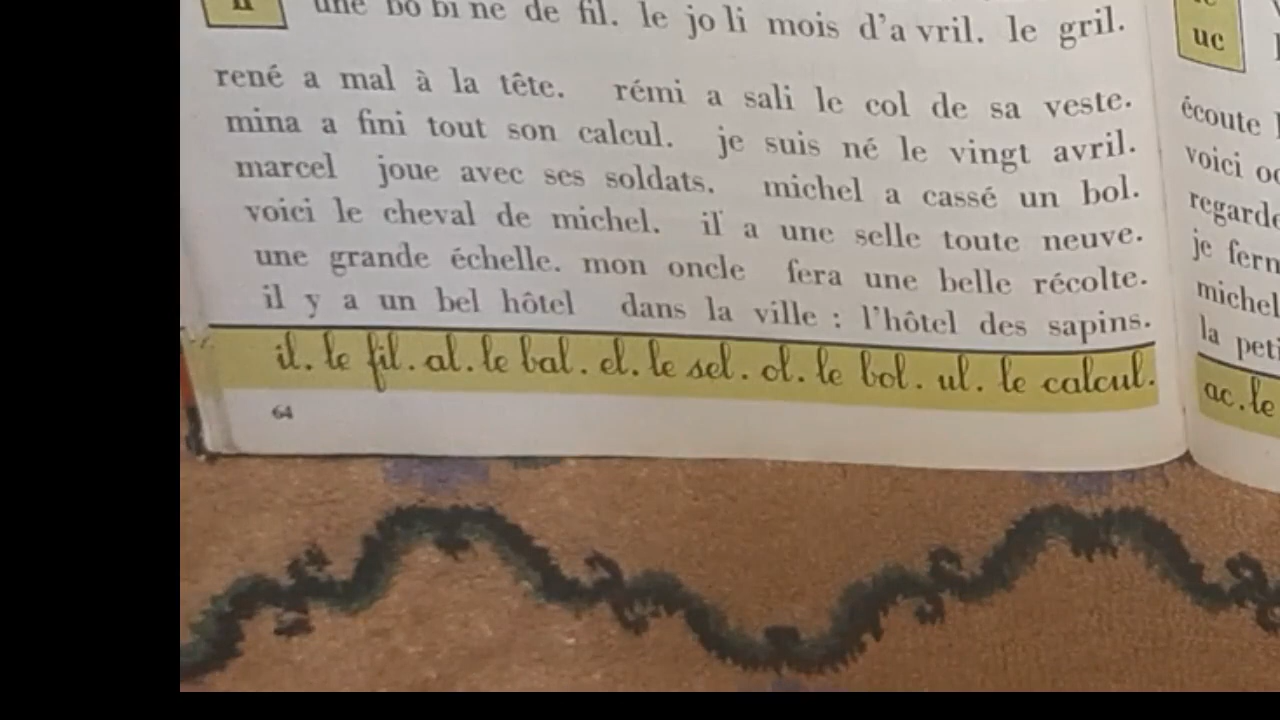 une bo bi ne de fil. le jo li mois d'a vril. le gril.
rené a mal à la tête. rémi a sali le col de sa veste.
mina a fini tout son calcul. je suis né le vingt avril.
marcel joue avec ses soldats. michel a cassé un bol.
voici le cheval de michel. il a une selle toute neuve.
une grande échelle. mon oncle fera une belle récolte.
il y a un bel hôtel dans la ville : l'hôtel des sapins.
il. le fil. al. le bal. el. le sel. ol. le bol. ul. le calcul.
64
uc
écoute
voici
je
michel
la
ac. le